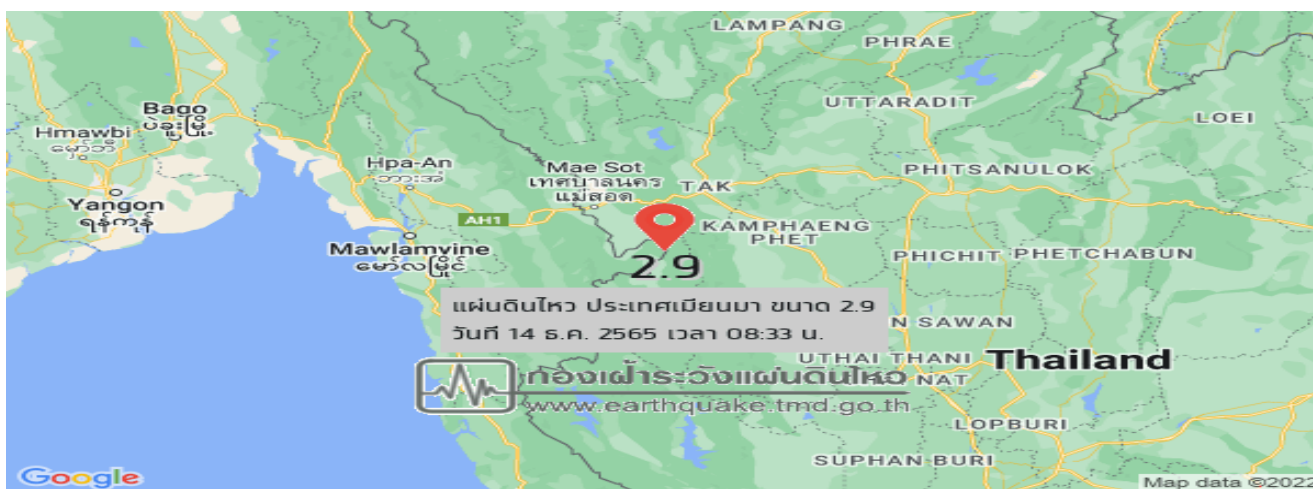 LAMPANG
PHRAE
UTTARADIT
LOEI
Bago
ပဲခူးမြို့
Hmawbi
မှော်ဘီ
Hpa-An
ဘားအံ
Mae Sot
เทศบาลนคร
แม่สอด
TAK
PHITSANULOK
Yangon
ရန်ကုန်
AH1
KAMPHAENG
PHET
Mawlamyine
မော်လမြိုင်
PHICHIT
PHETCHABUN
2.9
แผ่นดินไหว ประเทศเมียนมา ขนาด 2.9
วันที่ 14 ธ.ค. 2565 เวลา 08:33 น.
N SAWAN
UTHAI THANI
Thailand
กองเฝ้าระวังแผ่นดินไหว
NAT
www.earthquake.tmd.go.th
LOPBURI
SUPHAN BURI
Google
Map data ©2022